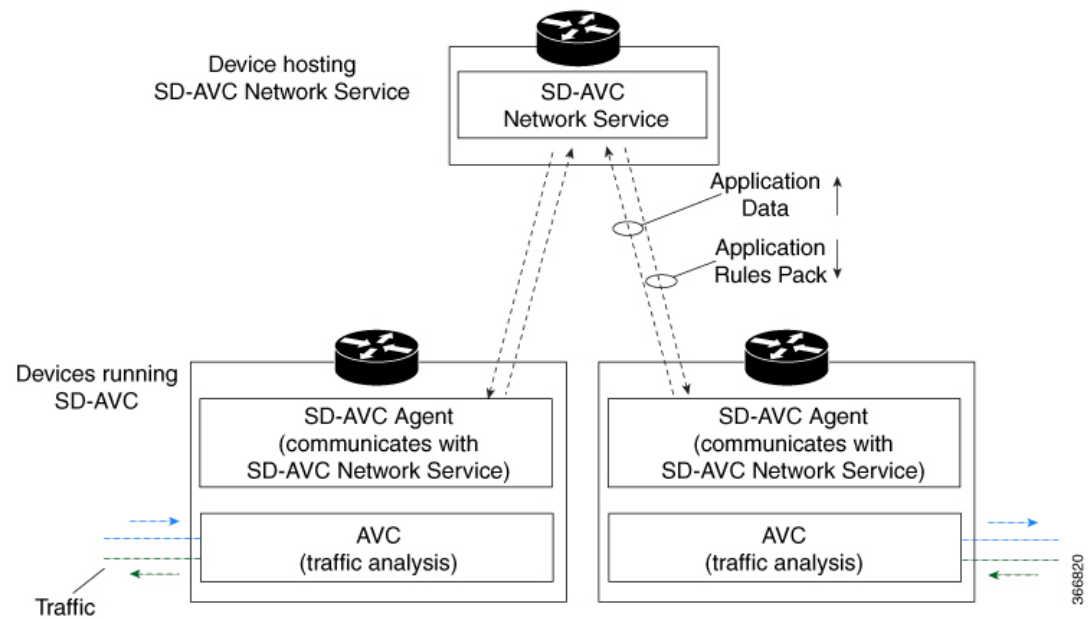 Device hosting
SD-AVC Network Service
SD-AVC
Network Service
Application
Data
Application
Rules Pack
Devices running
SD-AVC
SD-AVC Agent
(communicates with
SD-AVC Network Service)
SD-AVC Agent
(communicates with
SD-AVC Network Service)
AVC
(traffic analysis)
AVC
(traffic analysis)
Traffic
366820